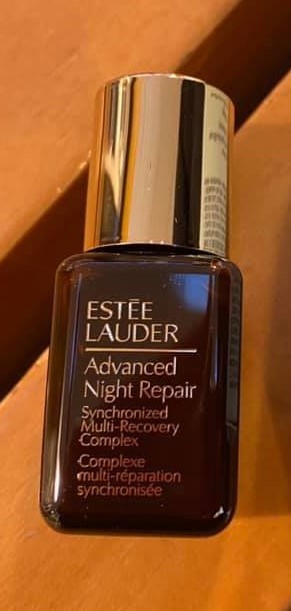 ESTĒE
LAUDER
Advanced
Night Repair
Synchronized
Multi-Recovery
Complex
Complexe
multi-réparation
synchronisée